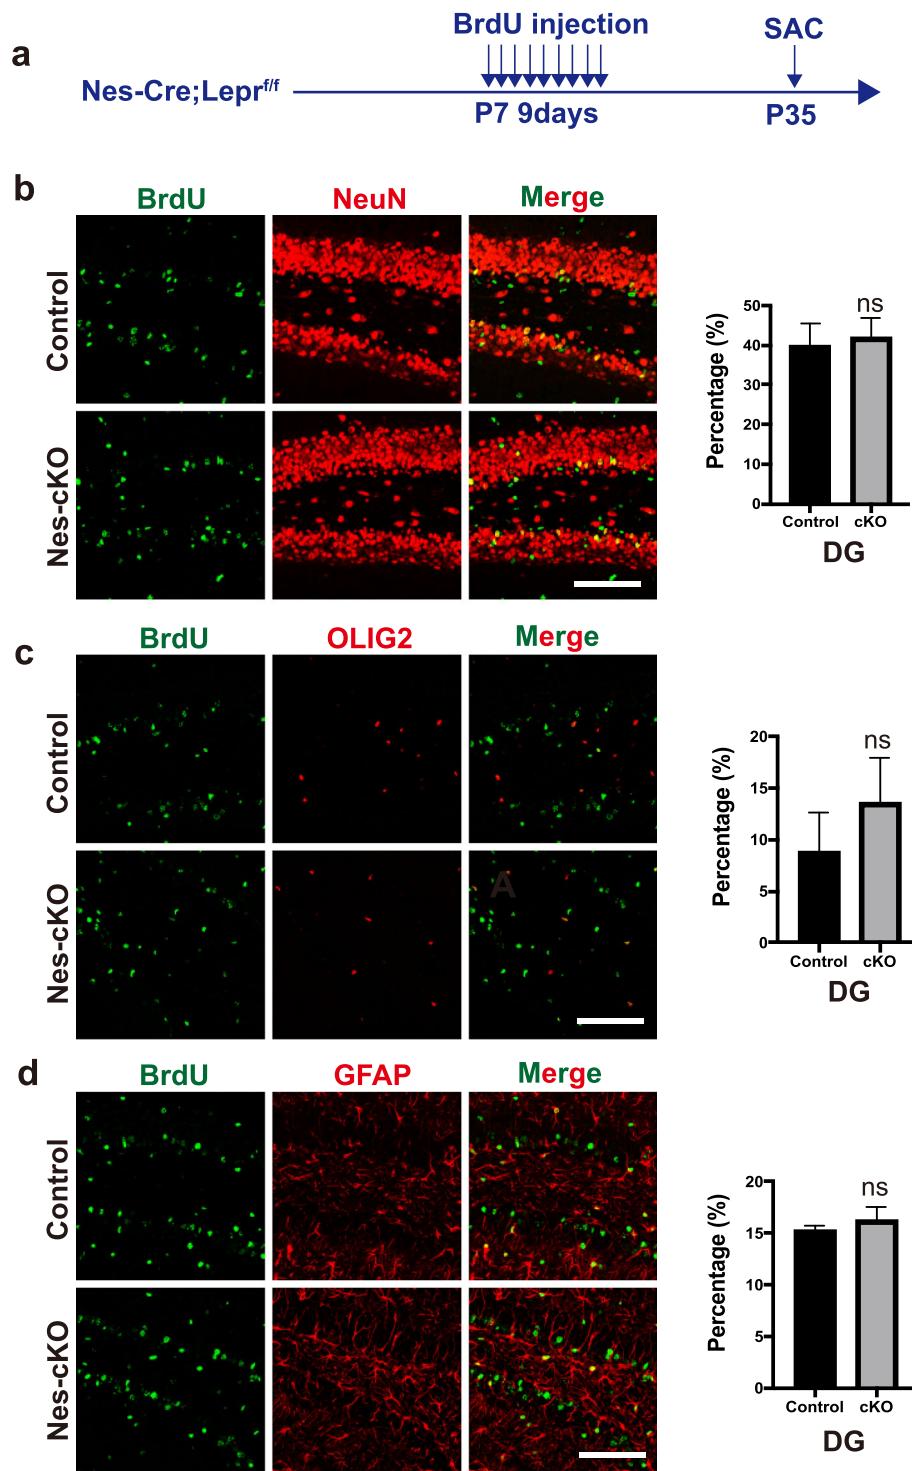 a
BrdU injection
SAC
Nes-Cre;Lepr^f/f
P7 9days
P35
b
BrdU
NeuN
Merge
Control
Nes-cKO
Percentage (%)
50
40
30
20
10
0
ns
Control
cKO
DG
c
BrdU
OLIG2
Merge
Control
Nes-cKO
A
Percentage (%)
20
15
10
5
0
ns
Control
cKO
DG
d
BrdU
GFAP
Merge
Control
Nes-cKO
Percentage (%)
20
15
10
5
0
ns
Control
cKO
DG